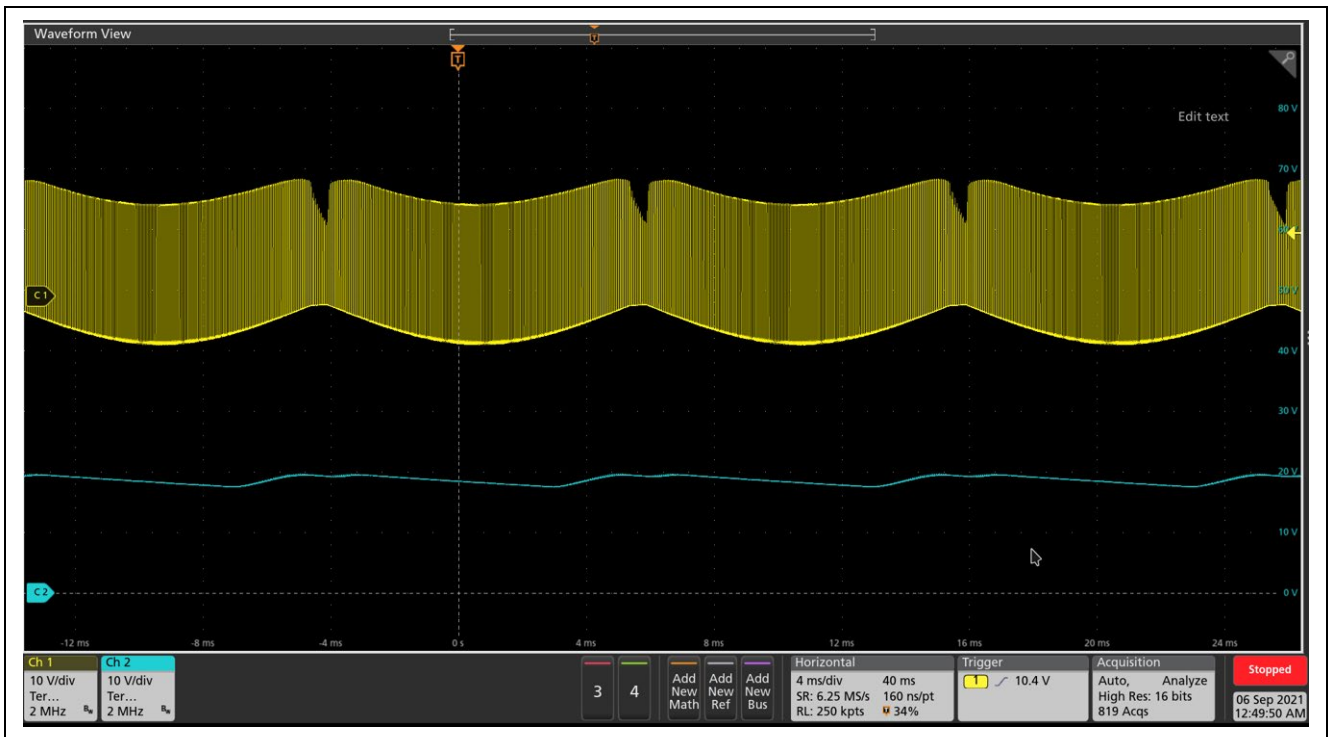 Waveform View
T
T
Edit text
80 V
70 V
C 1
40 V
30 V
20 V
10 V
C 2
0 V
-12 ms -8 ms -4 ms 0 s 4 ms 8 ms 12 ms 16 ms 20 ms 24 ms
Ch 1
10 V/div
Ter...
2 MHz Bw
Ch 2
10 V/div
Ter...
2 MHz Bw
3
4
Add New Math
Add New Ref
Add New Bus
Horizontal
4 ms/div 40 ms
SR: 6.25 MS/s 160 ns/pt
RL: 250 kpts 34%
Trigger
1 10.4 V
Acquisition
Auto, Analyze
High Res: 16 bits
819 Acqs
Stopped
06 Sep 2021
12:49:50 AM